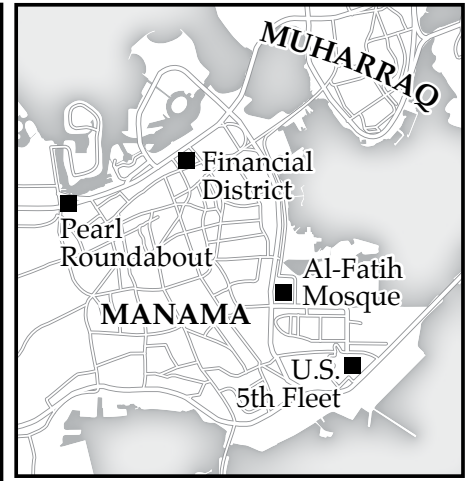 MUHARRAQ
Financial
District
Pearl
Roundabout
Al-Fatih
Mosque
MANAMA
U.S.
5th Fleet